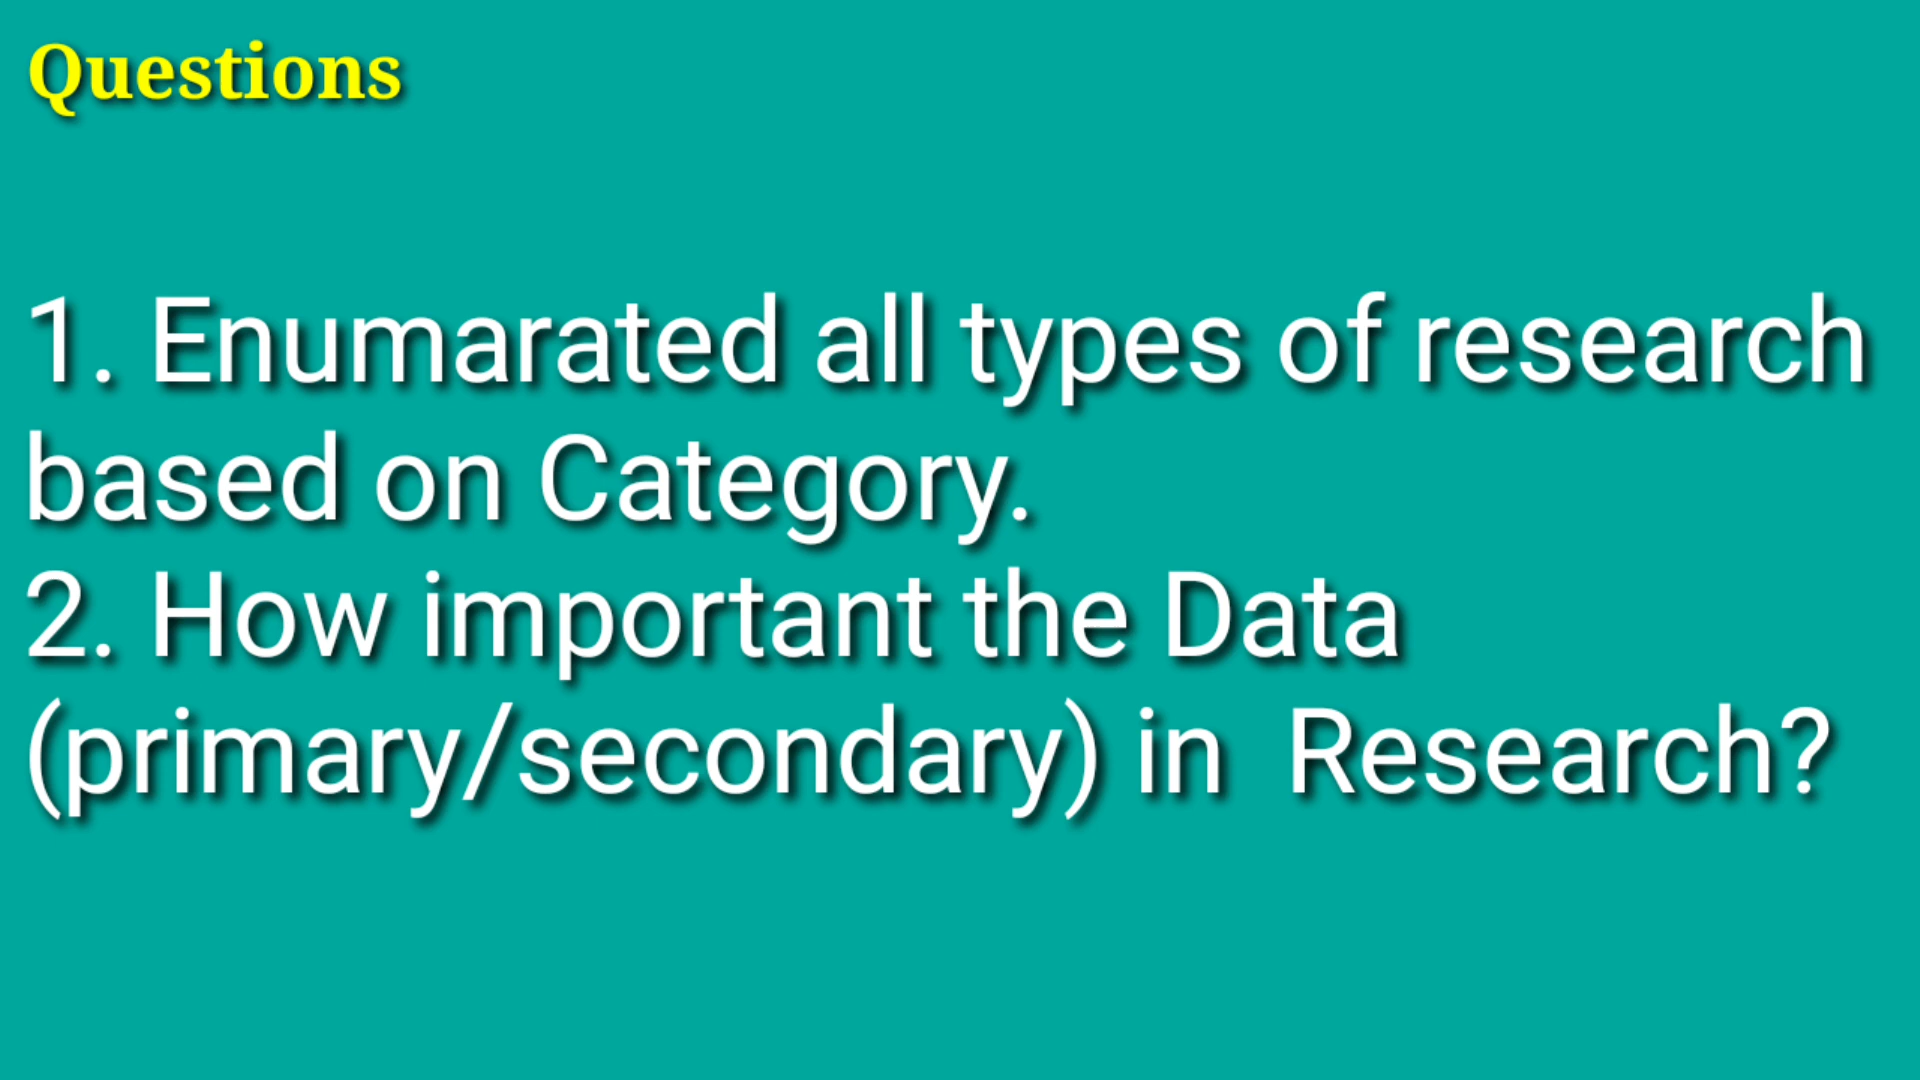 Questions
1. Enumarated all types of research
based on Category.
2. How important the Data
(primary/secondary) in  Research?